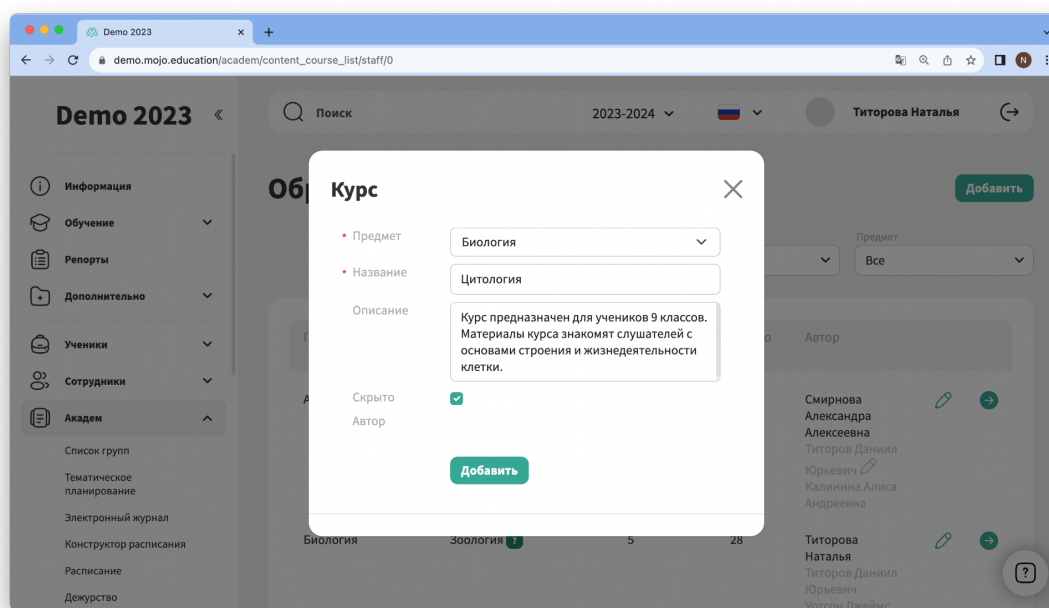 Demo 2023
demo.mojo.education/academ/content_course_list/staff/0
N
Demo 2023 «
Поиск
2023-2024
Титорова Наталья
Информация
Обучение
Репорты
Дополнительно
Ученики
Сотрудники
Академ
Список групп
Тематическое
планирование
Электронный журнал
Конструктор расписания
Расписание
Дежурство
Добавить
Предмет
Все
Курс
* Предмет
Биология
* Название
Цитология
Описание
Курс предназначен для учеников 9 классов.
Материалы курса знакомят слушателей с
основами строения и жизнедеятельности
клетки.
Скрыто
Автор
Добавить
Автор
Смирнова
Александра
Алексеевна
Титоров Даниил
Юрьевич
Калинина Алиса
Андреевна
Биология
Зоология ?
5
28
Титорова
Наталья
Титоров Даниил
Юрьевич
?